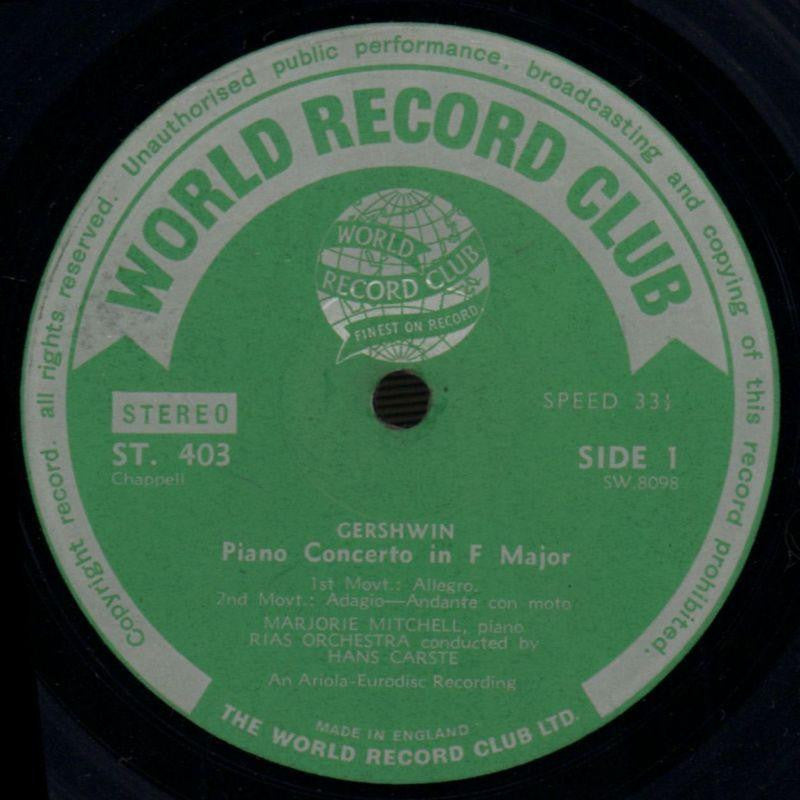 Copyright record. all rights reserved. Unauthorised public performance, broadcasting and copying of this record prohibited.
WORLD RECORD CLUB
WORLD
RECORD CLUB
FINEST ON RECORD
STEREO
SPEED 33⅓
ST. 403
SIDE 1
Chappell
SW.8098
GERSHWIN
Piano Concerto in F Major
1st Movt.: Allegro.
2nd Movt.: Adagio—Andante con moto
MARJORIE MITCHELL, piano
RIAS ORCHESTRA conducted by
HANS CARSTE
An Ariola-Eurodisc Recording
MADE IN ENGLAND
THE WORLD RECORD CLUB LTD.